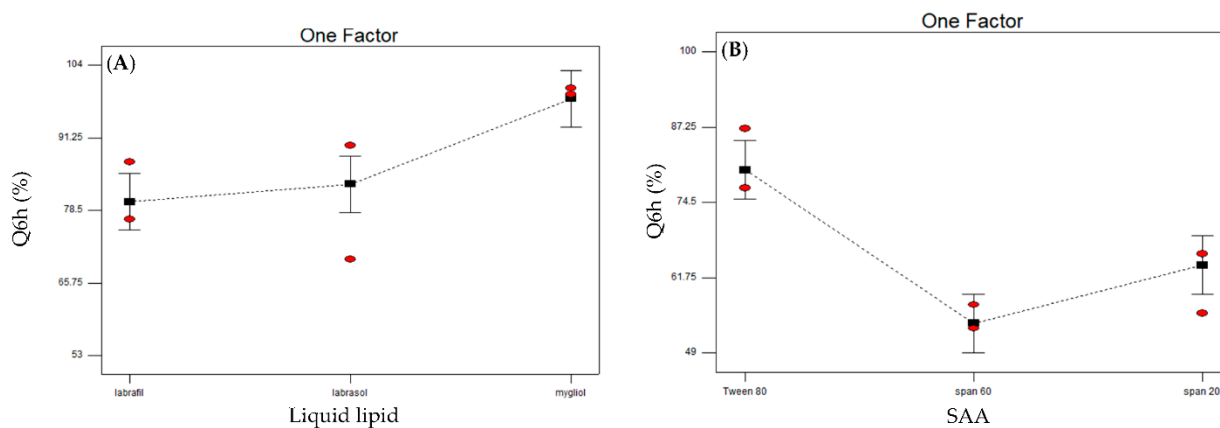 One Factor
(A)
104
91.25
78.5
65.75
53
Q6h (%)
labrafil
labrasol
mygliol
Liquid lipid
One Factor
(B)
100
87.25
74.5
61.75
49
Q6h (%)
Tween 80
span 60
span 20
SAA